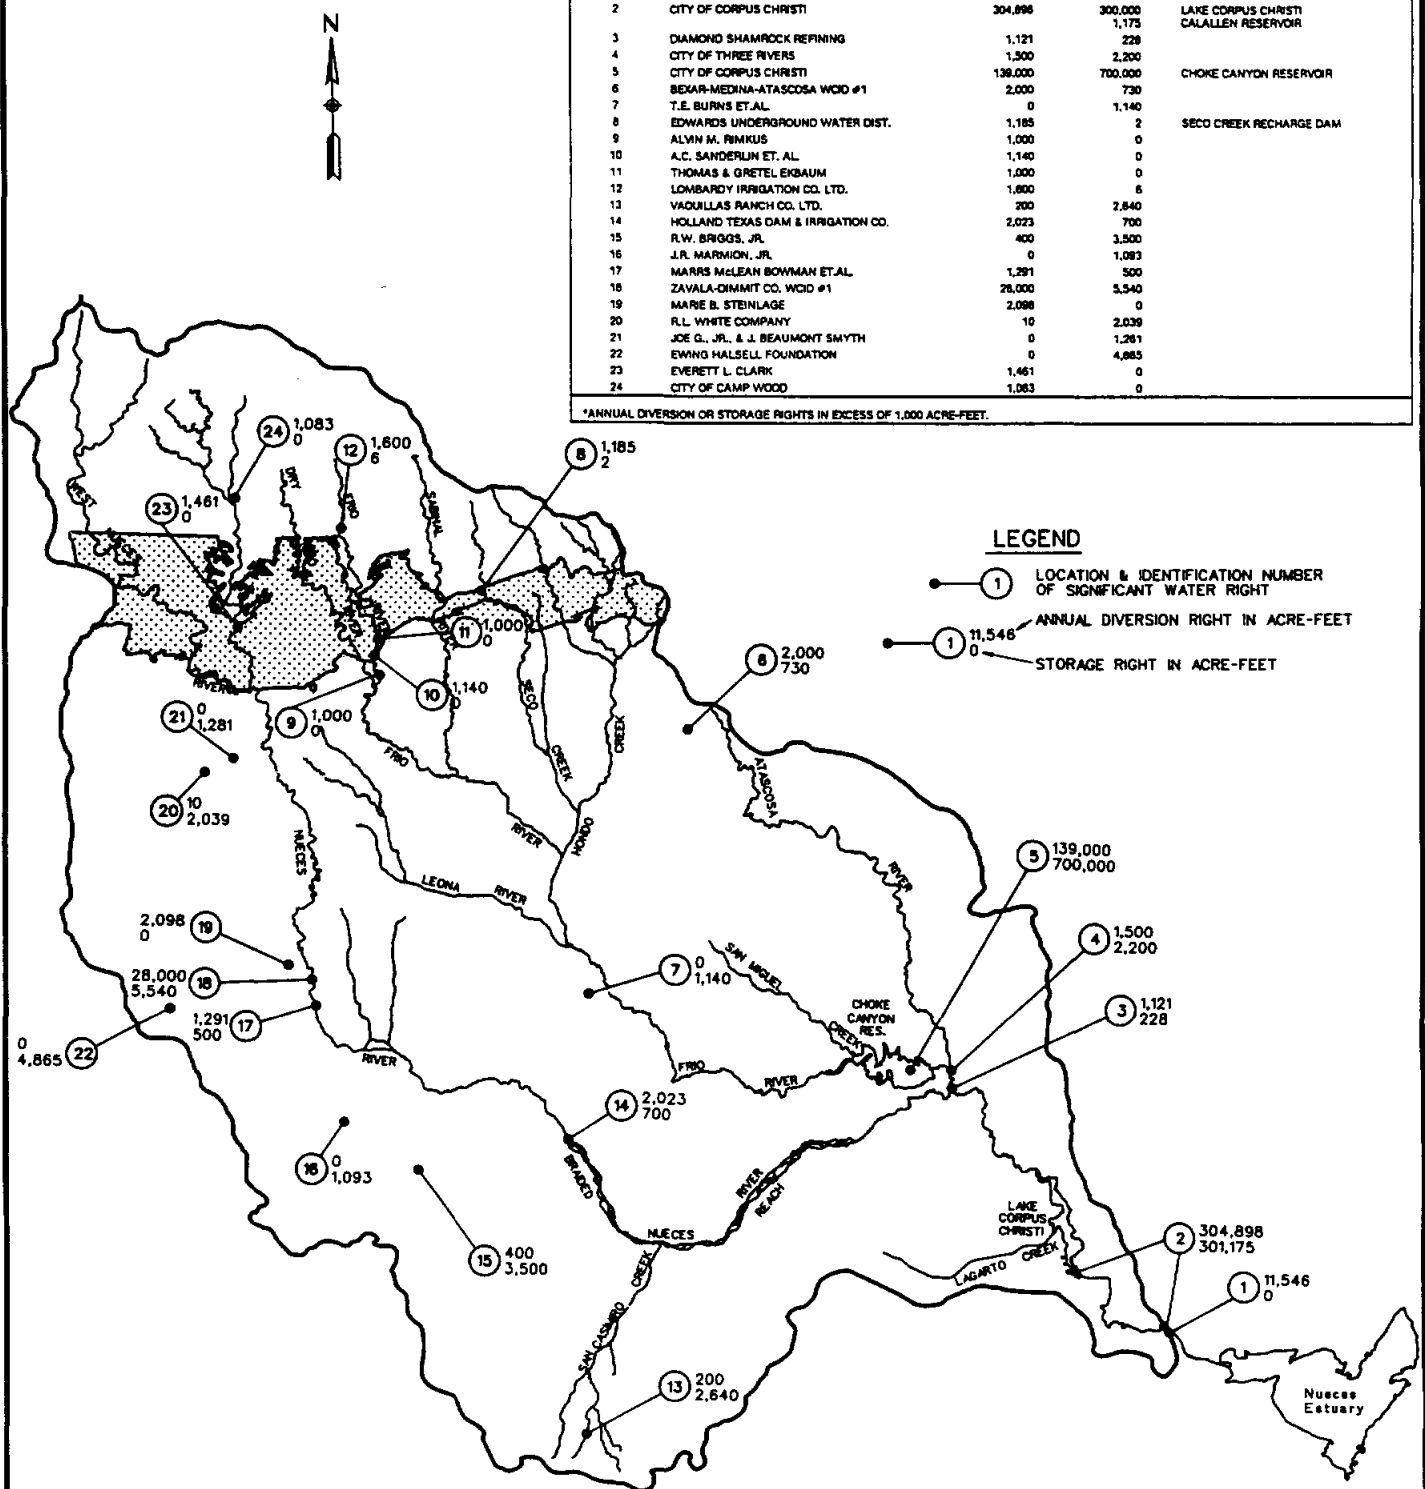 2 CITY OF CORPUS CHRISTI 304,898 300,000 LAKE CORPUS CHRISTI
1,175 CALALLEN RESERVOIR
3 DIAMOND SHAMROCK REFINING 1,121 228
4 CITY OF THREE RIVERS 1,500 2,200
5 CITY OF CORPUS CHRISTI 139,000 700,000 CHOKE CANYON RESERVOIR
6 BEXAR-MEDINA-ATASCOSA WCID #1 2,000 730
7 T.E. BURNS ET.AL. 0 1,140
8 EDWARDS UNDERGROUND WATER DIST. 1,185 2 SECO CREEK RECHARGE DAM
9 ALVIN M. RIMKUS 1,000 0
10 A.C. SANDERLIN ET. AL. 1,140 0
11 THOMAS & GRETEL EKBAUM 1,000 0
12 LOMBARDY IRRIGATION CO. LTD. 1,600 6
13 VAQUILLAS RANCH CO. LTD. 200 2,640
14 HOLLAND TEXAS DAM & IRRIGATION CO. 2,023 700
15 R.W. BRIGGS, JR. 400 3,500
16 J.R. MARMION, JR. 0 1,093
17 MARRS McLEAN BOWMAN ET.AL. 1,291 500
18 ZAVALA-DIMMIT CO. WCID #1 28,000 5,540
19 MARIE B. STEINLAGE 2,098 0
20 R.L. WHITE COMPANY 10 2,039
21 JOE G., JR., & J. BEAUMONT SMYTH 0 1,281
22 EWING HALSELL FOUNDATION 0 4,865
23 EVERETT L. CLARK 1,461 0
24 CITY OF CAMP WOOD 1,083 0
*ANNUAL DIVERSION OR STORAGE RIGHTS IN EXCESS OF 1,000 ACRE-FEET.
N
24 1,083
0
12 1,600
6
8 1,185
2
WEST
DRY
FRIO
SABINAL
23 1,461
0
LEGEND
1 LOCATION & IDENTIFICATION NUMBER
OF SIGNIFICANT WATER RIGHT
1 11,546 ANNUAL DIVERSION RIGHT IN ACRE-FEET
0 STORAGE RIGHT IN ACRE-FEET
11 1,000
0
6 2,000
730
RIVER
10 1,140
0
SECO
CREEK
21 0
1,281
9 1,000
0
CREEK
FRIO
ATASCOSA
20 10
2,039
RIVER
HONDO
NUECES
5 139,000
700,000
RIVER
LEONA RIVER
2,098 19
0
4 1,500
2,200
SAN MIGUEL
28,000 18
5,540
7 0
1,140
CREEK
CHOKE
CANYON
RES.
3 1,121
228
1,291 17
500
0 22
4,865
RIVER
FRIO
RIVER
14 2,023
700
16 0
1,093
BRADED
RIVER
REACH
NUECES
LAKE
CORPUS
CHRISTI
2 304,898
301,175
15 400
3,500
CREEK
LAGARTO CREEK
1 11,546
0
SAN CASIMIRO
13 200
2,640
Nueces
Estuary